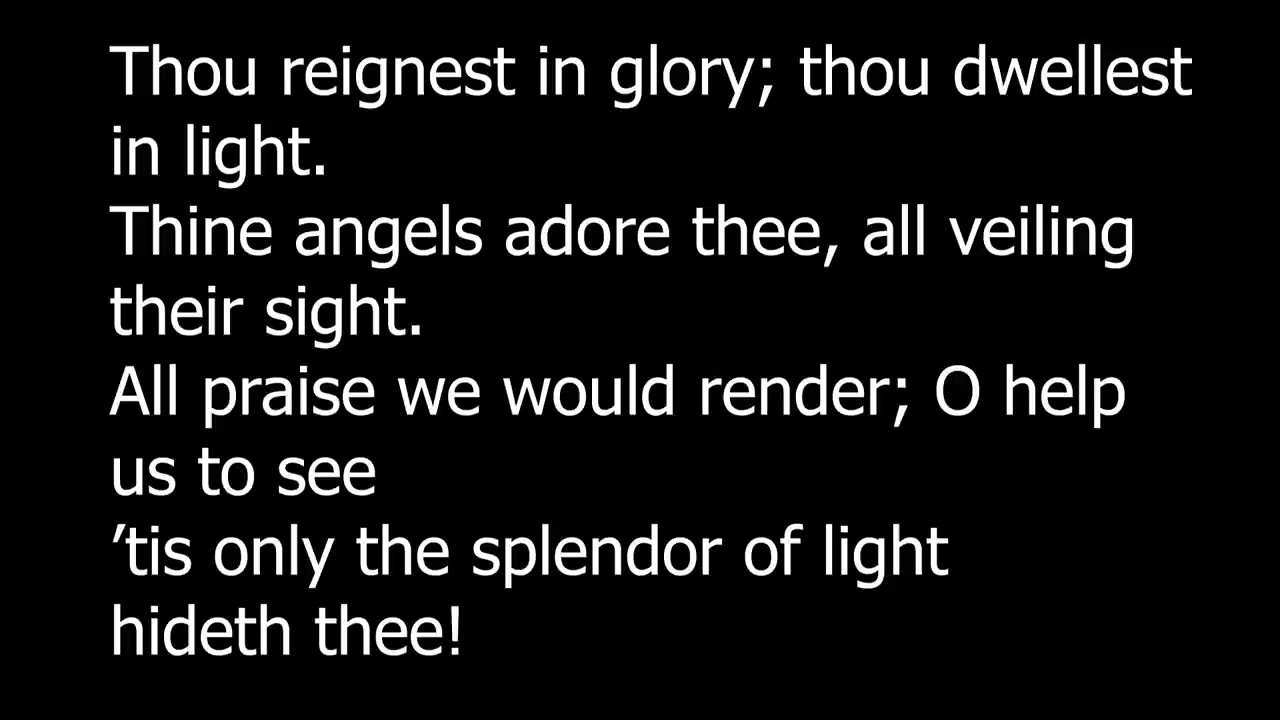 Thou reignest in glory; thou dwellest
in light.
Thine angels adore thee, all veiling
their sight.
All praise we would render; O help
us to see
’tis only the splendor of light
hideth thee!